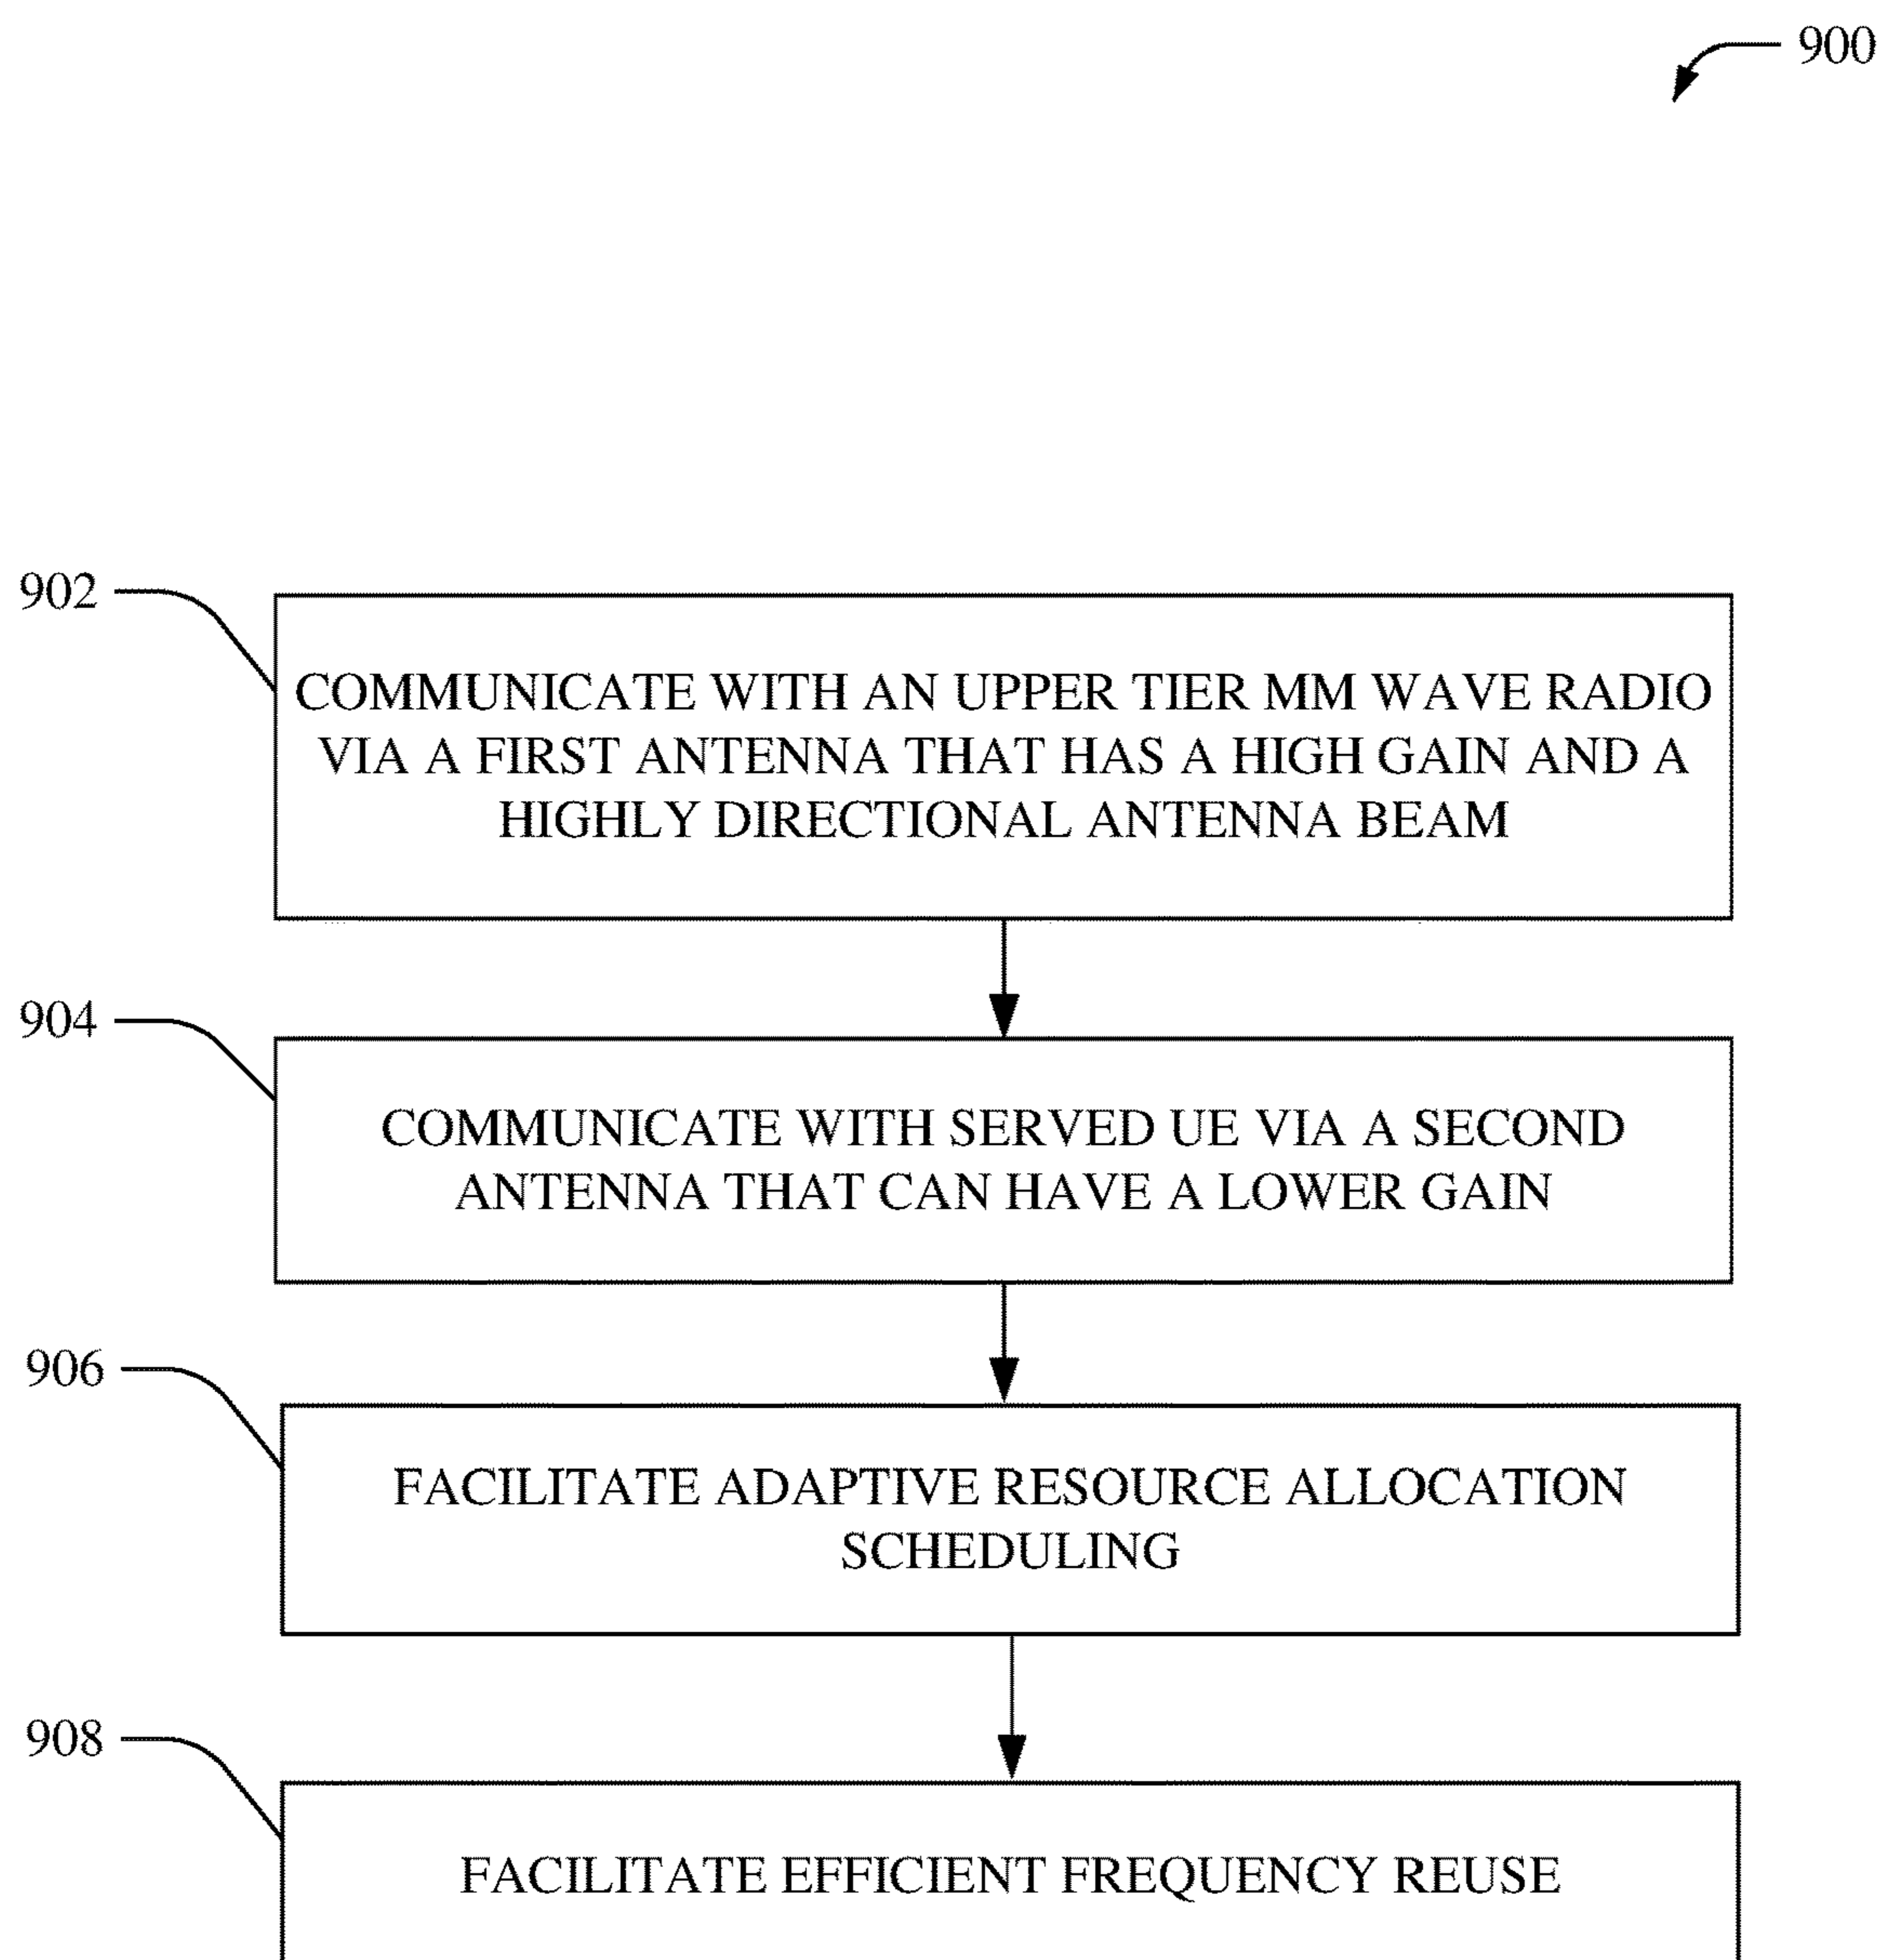 900
902
COMMUNICATE WITH AN UPPER TIER MM WAVE RADIO
VIA A FIRST ANTENNA THAT HAS A HIGH GAIN AND A
HIGHLY DIRECTIONAL ANTENNA BEAM
904
COMMUNICATE WITH SERVED UE VIA A SECOND
ANTENNA THAT CAN HAVE A LOWER GAIN
906
FACILITATE ADAPTIVE RESOURCE ALLOCATION
SCHEDULING
908
FACILITATE EFFICIENT FREQUENCY REUSE